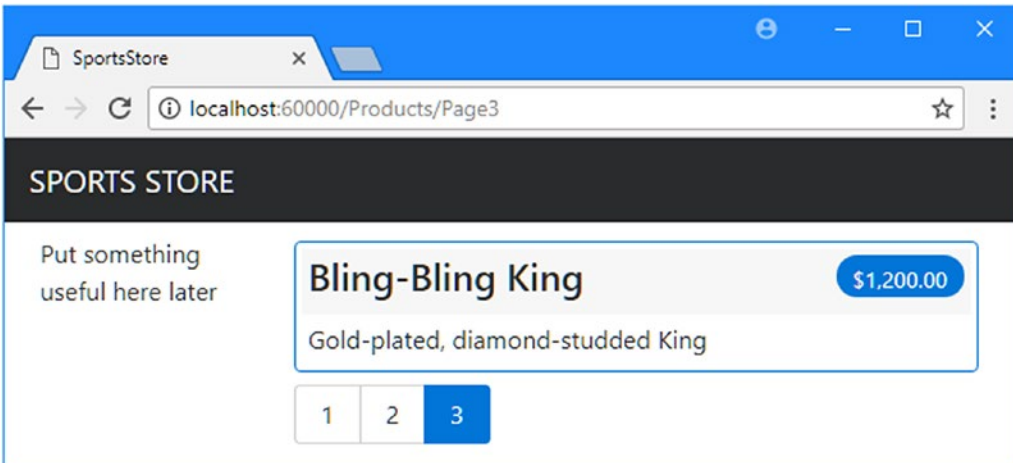 SportsStore
localhost:60000/Products/Page3
SPORTS STORE
Put something
useful here later
Bling-Bling King
$1,200.00
Gold-plated, diamond-studded King
1 2 3